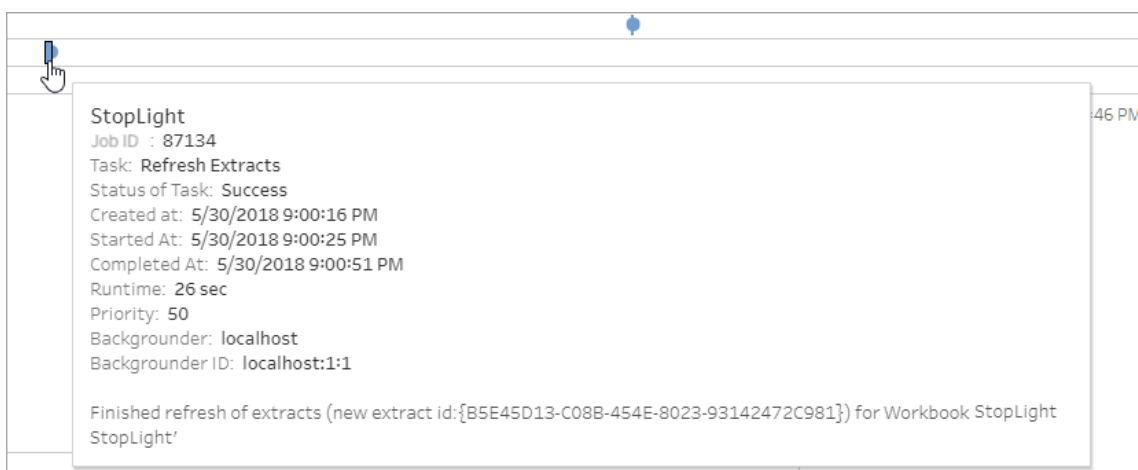 :46 PM
StopLight
Job ID : 87134
Task: Refresh Extracts
Status of Task: Success
Created at: 5/30/2018 9:00:16 PM
Started At: 5/30/2018 9:00:25 PM
Completed At: 5/30/2018 9:00:51 PM
Runtime: 26 sec
Priority: 50
Backgrounder: localhost
Backgrounder ID: localhost:1:1
Finished refresh of extracts (new extract id:{B5E45D13-C08B-454E-8023-93142472C981}) for Workbook StopLight
StopLight’